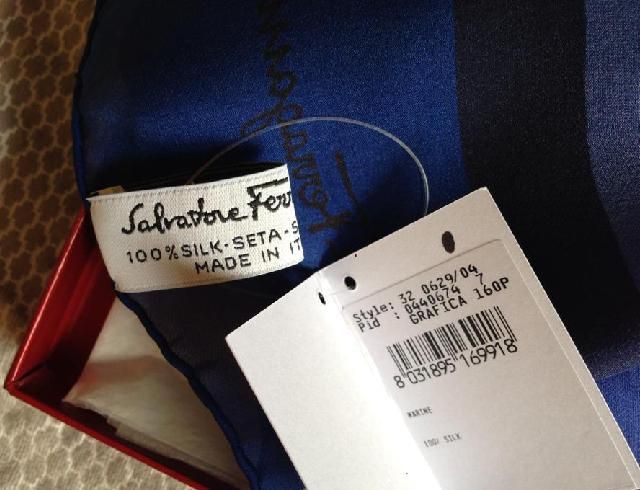 Salvatore Ferr
100%SILK-SETA-S
MADE IN IT
Style: 32 0629/04 7
Pid : 0440674
GRAFICA 160P
8 031895 169918
MARINE
100% SILK